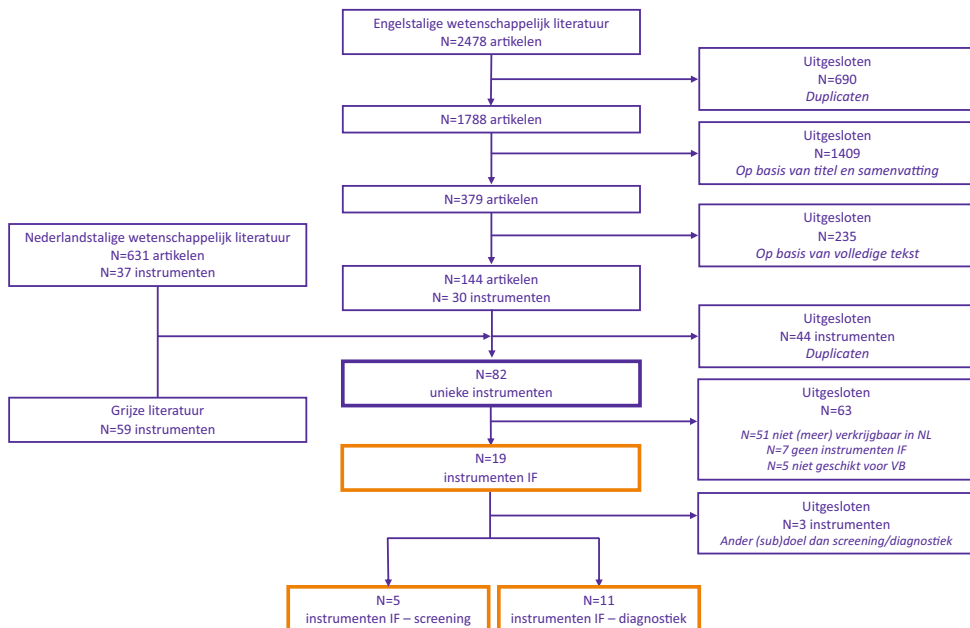 Engelstalige wetenschappelijk literatuur
N=2478 artikelen
Uitgesloten
N=690
Duplicaten
N=1788 artikelen
Uitgesloten
N=1409
Op basis van titel en samenvatting
N=379 artikelen
Nederlandstalige wetenschappelijk literatuur
N=631 artikelen
N=37 instrumenten
Uitgesloten
N=235
Op basis van volledige tekst
N=144 artikelen
N= 30 instrumenten
Uitgesloten
N=44 instrumenten
Duplicaten
N=82
unieke instrumenten
Grijze literatuur
N=59 instrumenten
Uitgesloten
N=63
N=51 niet (meer) verkrijgbaar in NL
N=7 geen instrumenten IF
N=5 niet geschikt voor VB
N=19
instrumenten IF
Uitgesloten
N=3 instrumenten
Ander (sub)doel dan screening/diagnostiek
N=5
instrumenten IF – screening
N=11
instrumenten IF – diagnostiek